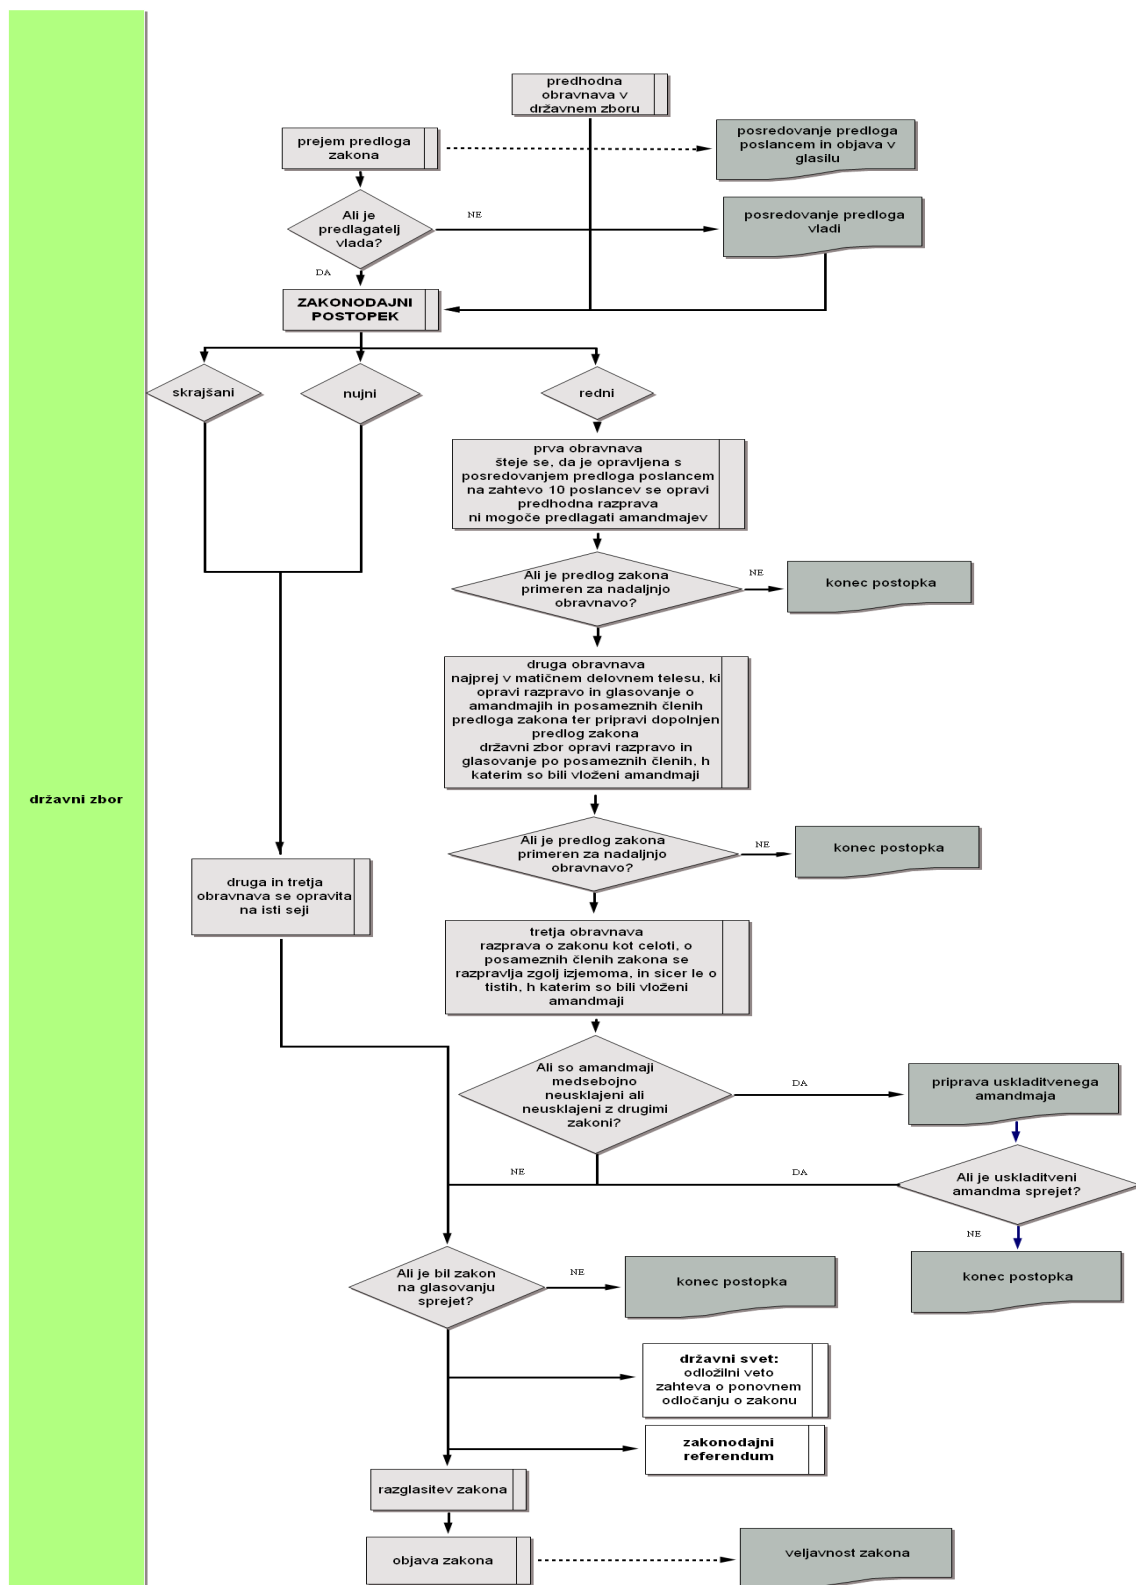 predhodna
obravnava v
državnem zboru
prejem predloga
zakona
posredovanje predloga
poslancem in objava v
glasilu
Ali je
predlagatelj
vlada?
NE
posredovanje predloga
vladi
DA
ZAKONODAJNI
POSTOPEK
skrajšani
nujni
redni
prva obravnava
šteje se, da je opravljena s
posredovanjem predloga poslancem
na zahtevo 10 poslancev se opravi
predhodna razprava
ni mogoče predlagati amandmajev
Ali je predlog zakona
primeren za nadaljnjo
obravnavo?
NE
konec postopka
druga obravnava
najprej v matičnem delovnem telesu, ki
opravi razpravo in glasovanje o
amandmajih in posameznih členih
predloga zakona ter pripravi dopolnjen
predlog zakona
državni zbor opravi razpravo in
glasovanje po posameznih členih, h
katerim so bili vloženi amandmaji
državni zbor
Ali je predlog zakona
primeren za nadaljnjo
obravnavo?
NE
konec postopka
druga in tretja
obravnava se opravita
na isti seji
tretja obravnava
razprava o zakonu kot celoti, o
posameznih členih zakona se
razpravlja zgolj izjemoma, in sicer le o
tistih, h katerim so bili vloženi
amandmaji
Ali so amandmaji
medsebojno
neusklajeni ali
neusklajeni z drugimi
zakoni?
DA
priprava uskladitvenega
amandmaja
NE
DA
Ali je uskladitveni
amandma sprejet?
NE
konec postopka
Ali je bil zakon
na glasovanju
sprejet?
NE
konec postopka
državni svet:
odložilni veto
zahteva o ponovnem
odločanju o zakonu
zakonodajni
referendum
razglasitev zakona
objava zakona
veljavnost zakona